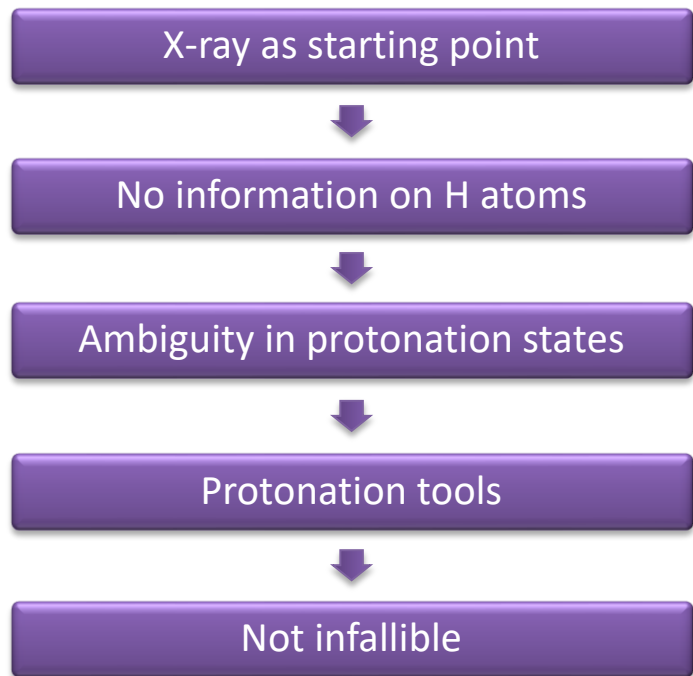 X-ray as starting point
No information on H atoms
Ambiguity in protonation states
Protonation tools
Not infallible